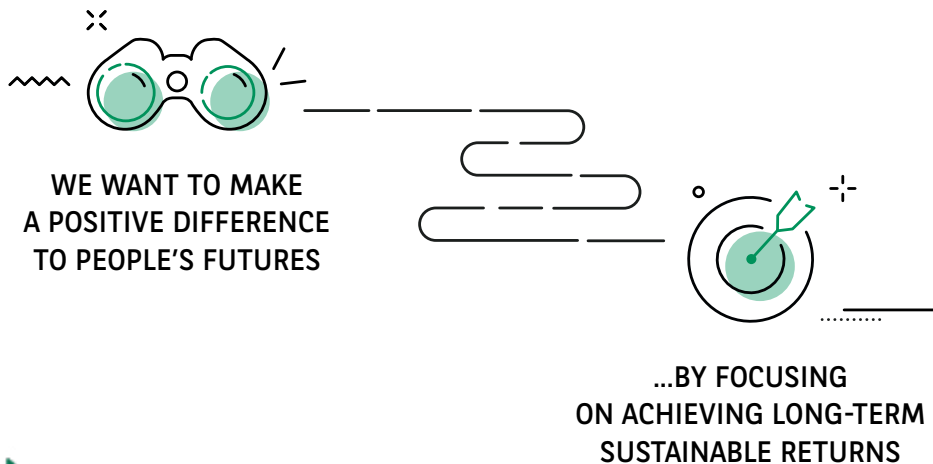 WE WANT TO MAKE
A POSITIVE DIFFERENCE
TO PEOPLE’S FUTURES
...BY FOCUSING
ON ACHIEVING LONG-TERM
SUSTAINABLE RETURNS